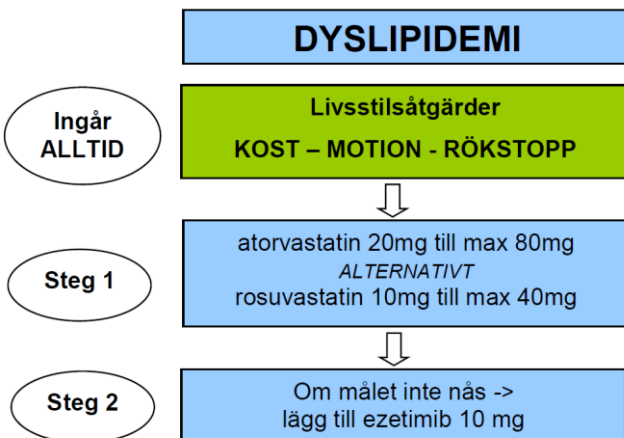 DYSLIPIDEMI
Ingår
ALLTID
Livsstilsåtgärder
KOST – MOTION - RÖKSTOPP
Steg 1
atorvastatin 20mg till max 80mg
ALTERNATIVT
rosuvastatin 10mg till max 40mg
Steg 2
Om målet inte nås ->
lägg till ezetimib 10 mg